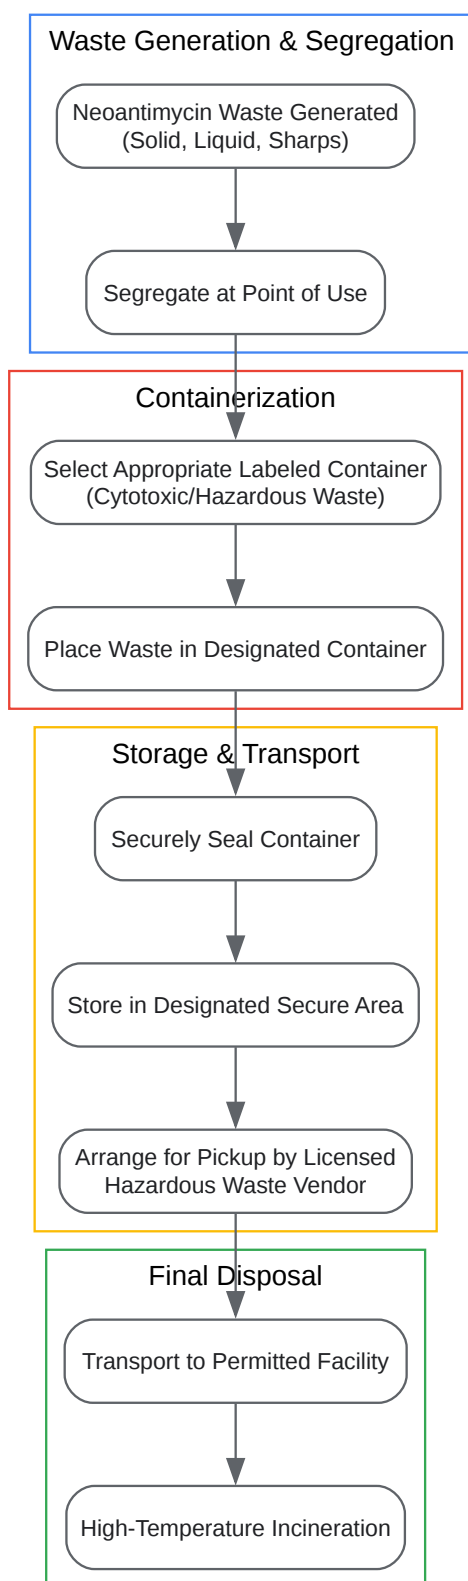 Waste Generation & Segregation
Neoantimycin Waste Generated
(Solid, Liquid, Sharps)
Segregate at Point of Use
Containerization
Select Appropriate Labeled Container
(Cytotoxic/Hazardous Waste)
Place Waste in Designated Container
Storage & Transport
Securely Seal Container
Store in Designated Secure Area
Arrange for Pickup by Licensed
Hazardous Waste Vendor
Final Disposal
Transport to Permitted Facility
High-Temperature Incineration